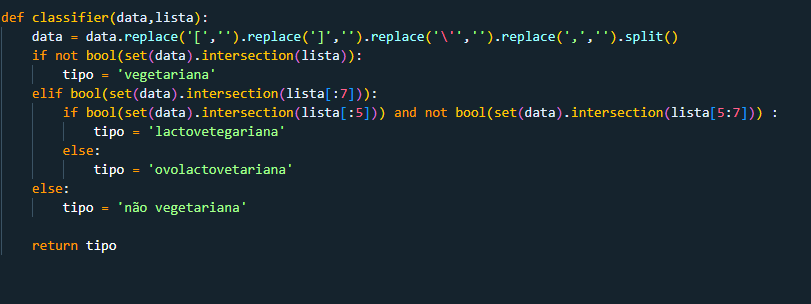 def classifier(data,lista):
    data = data.replace('[','').replace(']','').replace('\'','').replace(',','').split()
    if not bool(set(data).intersection(lista)):
        tipo = 'vegetariana'
    elif bool(set(data).intersection(lista[:7])):
        if bool(set(data).intersection(lista[:5])) and not bool(set(data).intersection(lista[5:7])) :
            tipo = 'lactovetegariana'
        else:
            tipo = 'ovolactovetariana'
    else:
        tipo = 'não vegetariana'
    return tipo